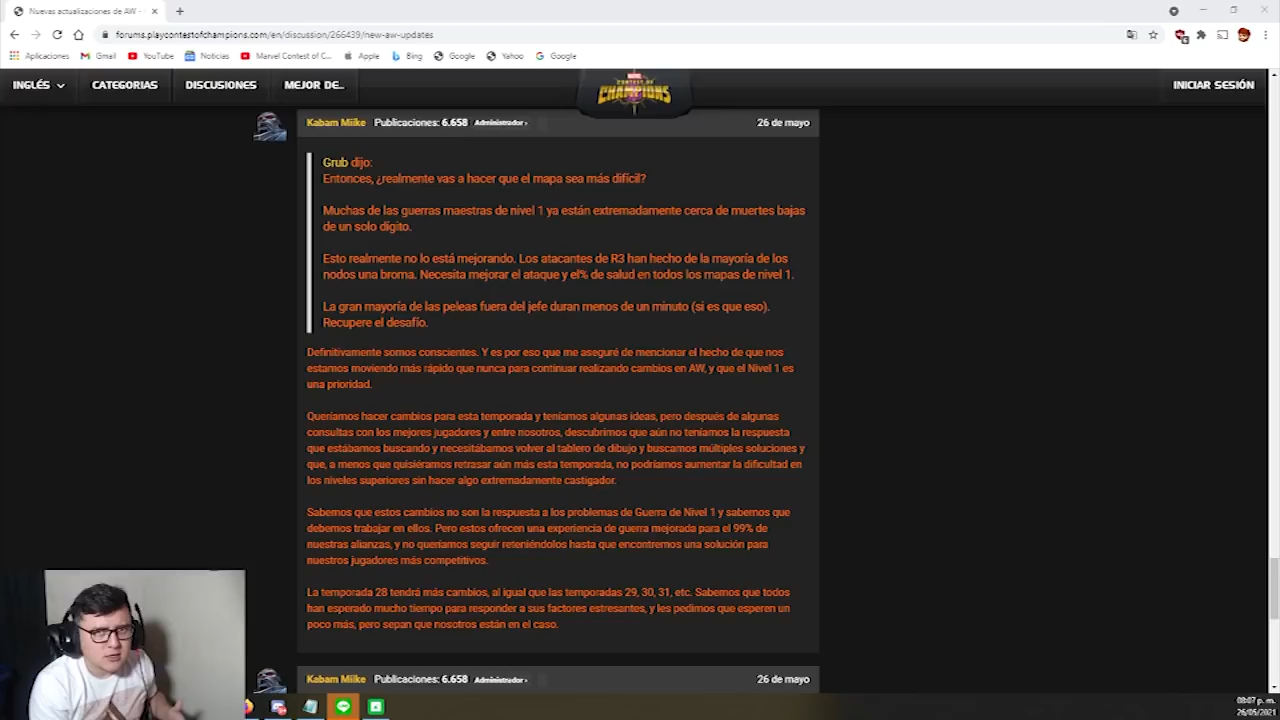 Nuevas actualizaciones de AW -
forums.playcontestofchampions.com/en/discussion/266439/new-aw-updates
Aplicaciones Gmail YouTube Noticias Marvel Contest of C... Apple Bing Google Yahoo Google
INGLÉS CATEGORIAS DISCUSIONES MEJOR DE... MARVEL CONTEST OF CHAMPIONS INICIAR SESIÓN
Kabam Miike Publicaciones: 6.658 Administrador › 26 de mayo
Grub dijo:
Entonces, ¿realmente vas a hacer que el mapa sea más difícil?
Muchas de las guerras maestras de nivel 1 ya están extremadamente cerca de muertes bajas
de un solo dígito.
Esto realmente no lo está mejorando. Los atacantes de R3 han hecho de la mayoría de los
nodos una broma. Necesita mejorar el ataque y el% de salud en todos los mapas de nivel 1.
La gran mayoría de las peleas fuera del jefe duran menos de un minuto (si es que eso).
Recupere el desafío.
Definitivamente somos conscientes. Y es por eso que me aseguré de mencionar el hecho de que nos
estamos moviendo más rápido que nunca para continuar realizando cambios en AW, y que el Nivel 1 es
una prioridad.
Queríamos hacer cambios para esta temporada y teníamos algunas ideas, pero después de algunas
consultas con los mejores jugadores y entre nosotros, descubrimos que aún no teníamos la respuesta
que estábamos buscando y necesitábamos volver al tablero de dibujo y buscamos múltiples soluciones y
que, a menos que quisiéramos retrasar aún más esta temporada, no podríamos aumentar la dificultad en
los niveles superiores sin hacer algo extremadamente castigador.
Sabemos que estos cambios no son la respuesta a los problemas de Guerra de Nivel 1 y sabemos que
debemos trabajar en ellos. Pero estos ofrecen una experiencia de guerra mejorada para el 99% de
nuestras alianzas, y no queríamos seguir reteniéndolos hasta que encontremos una solución para
nuestros jugadores más competitivos.
La temporada 28 tendrá más cambios, al igual que las temporadas 29, 30, 31, etc. Sabemos que todos
han esperado mucho tiempo para responder a sus factores estresantes, y les pedimos que esperen un
poco más, pero sepan que nosotros están en el caso.
Kabam Miike Publicaciones: 6.658 Administrador › 26 de mayo
08:07 p. m.
26/05/2021